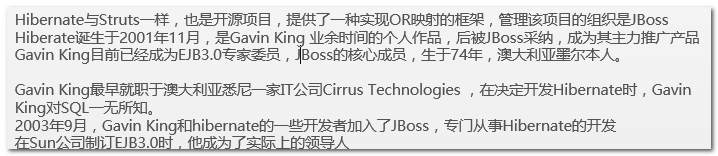 Hibernate与Struts一样，也是开源项目，提供了一种实现OR映射的框架，管理该项目的组织是JBoss
Hiberate诞生于2001年11月，是Gavin King 业余时间的个人作品，后被JBoss采纳，成为其主力推广产品
Gavin King目前已经成为EJB3.0专家委员，JBoss的核心成员，生于74年，澳大利亚墨尔本人。
Gavin King最早就职于澳大利亚悉尼一家IT公司Cirrus Technologies ，在决定开发Hibernate时，Gavin
King对SQL一无所知。
2003年9月，Gavin King和hibernate的一些开发者加入了JBoss，专门从事Hibernate的开发
在Sun公司制订EJB3.0时，他成为了实际上的领导人